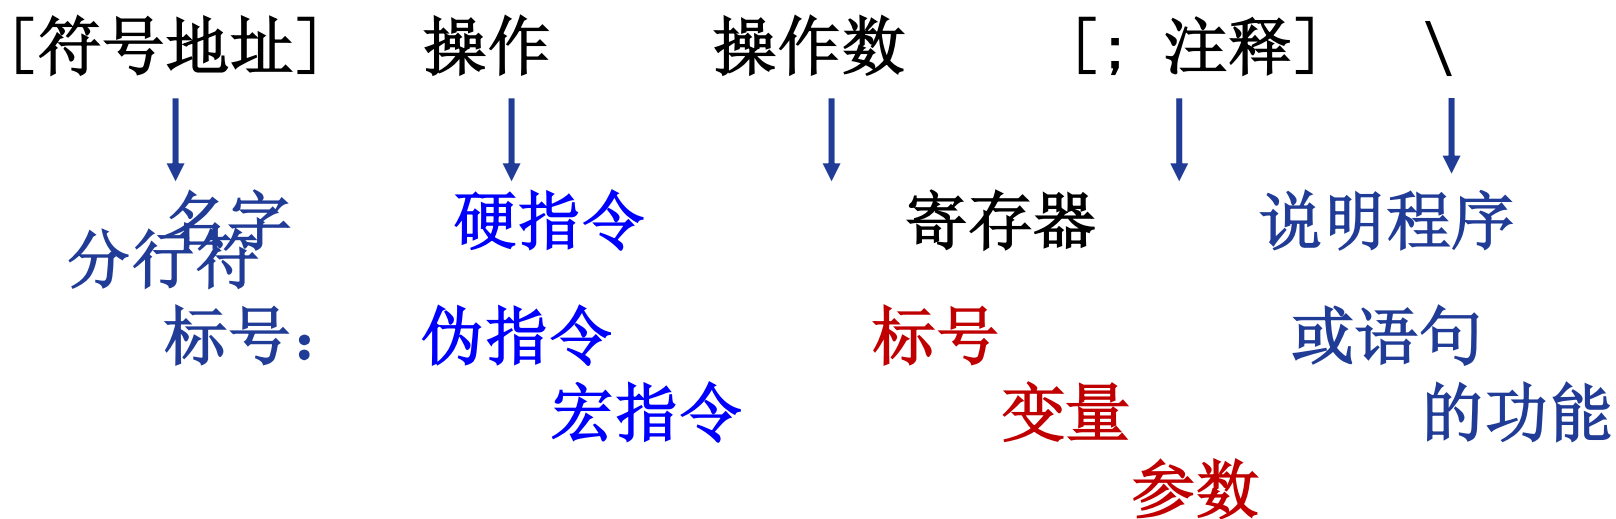 [符号地址] 操作 操作数 [; 注释] \
名字 硬指令 寄存器 说明程序
分行符
标号: 伪指令 标号 或语句
宏指令 变量 的功能
参数